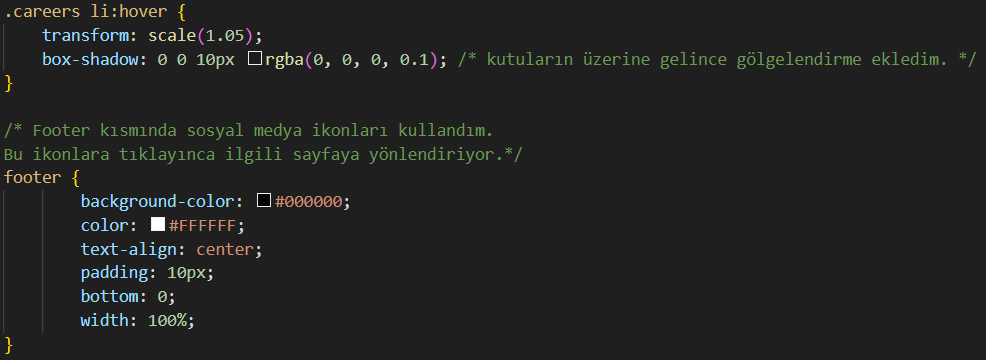 .careers li:hover {
transform: scale(1.05);
box-shadow: 0 0 10px rgba(0, 0, 0, 0.1); /* kutuların üzerine gelince gölgelendirme ekledim. */
}
/* Footer kısmında sosyal medya ikonları kullandım.
Bu ikonlara tıklayınca ilgili sayfaya yönlendiriyor.*/
footer {
background-color: #000000;
color: #FFFFFF;
text-align: center;
padding: 10px;
bottom: 0;
width: 100%;
}